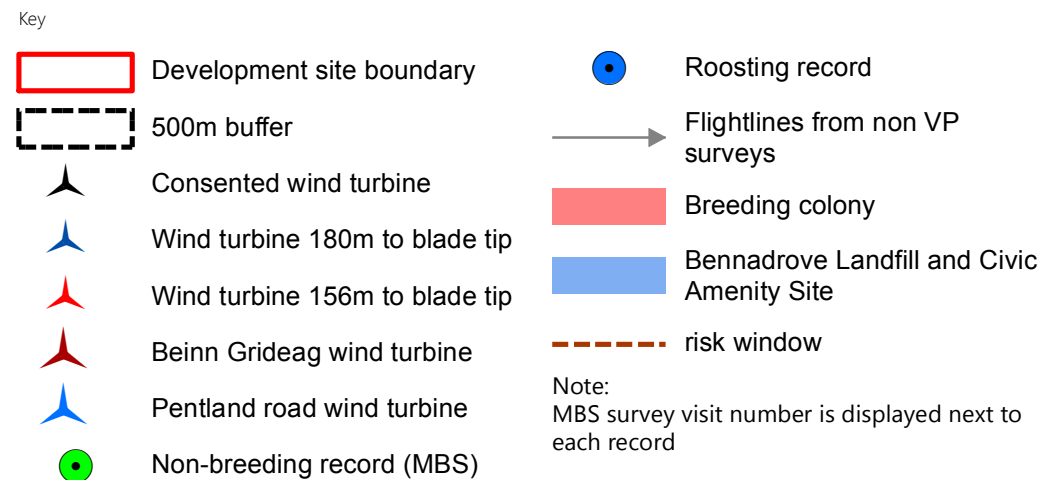 Key
Development site boundary
500m buffer
Consented wind turbine
Wind turbine 180m to blade tip
Wind turbine 156m to blade tip
Beinn Grideag wind turbine
Pentland road wind turbine
Non-breeding record (MBS)
Roosting record
Flightlines from non VP
surveys
Breeding colony
Bennadrove Landfill and Civic
Amenity Site
risk window
Note:
MBS survey visit number is displayed next to
each record